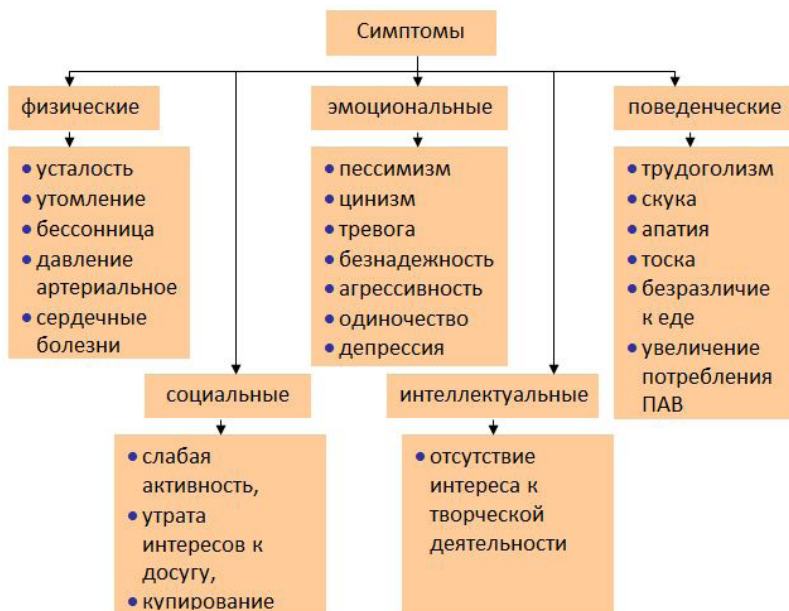 Симптомы
физические
усталость
утомление
бессонница
давление
артериальное
сердечные
болезни
эмоциональные
пессимизм
цинизм
тревога
безнадежность
агрессивность
одиночество
депрессия
поведенческие
трудоголизм
скука
апатия
тоска
безразличие
к еде
увеличение
потребления
ПАВ
социальные
слабая
активность,
утрата
интересов к
досугу,
купирование
интеллектуальные
отсутствие
интереса к
творческой
деятельности